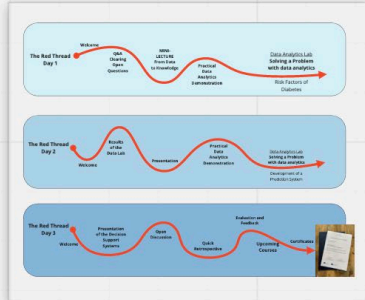 Welcome
The Red Thread
Day 1
Q&A
Clearing
Open
Questions
MINI-
LECTURE
From Data
to Knowledge
Practical
Data
Analytics
Demonstration
Data Analytics Lab
Solving a Problem
with data analytics
Risk Factors of
Diabetes
The Red Thread
Day 2
Welcome
Results
of the
Data Lab
Presentation
Practical
Data
Analytics
Demonstration
Data Analytics Lab
Solving a Problem
with data analytics
Development of a
Prediction System
The Red Thread
Day 3
Welcome
Presentation
of the Decision
Support
Systems
Open
Discussion
Quick
Retrospective
Evaluation and
Feedback
Upcoming
Courses
Certificates